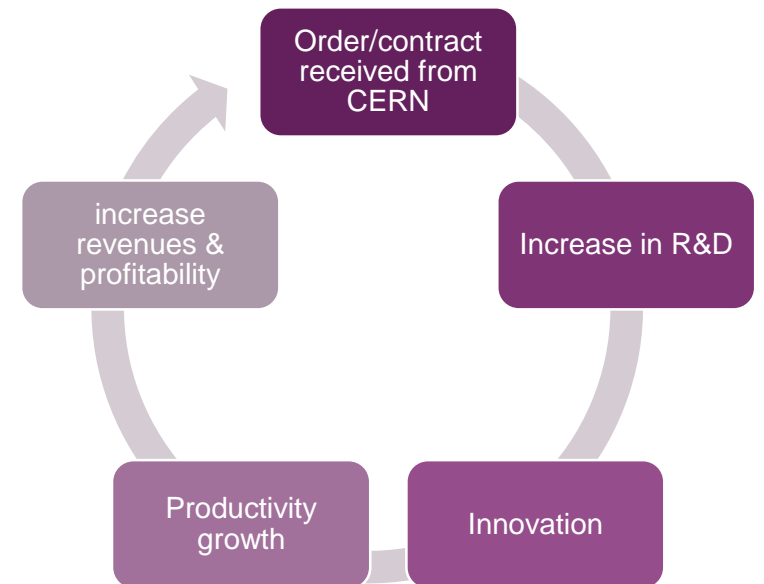 Order/contract
received from
CERN
Increase in R&D
Innovation
Productivity
growth
increase
revenues &
profitability